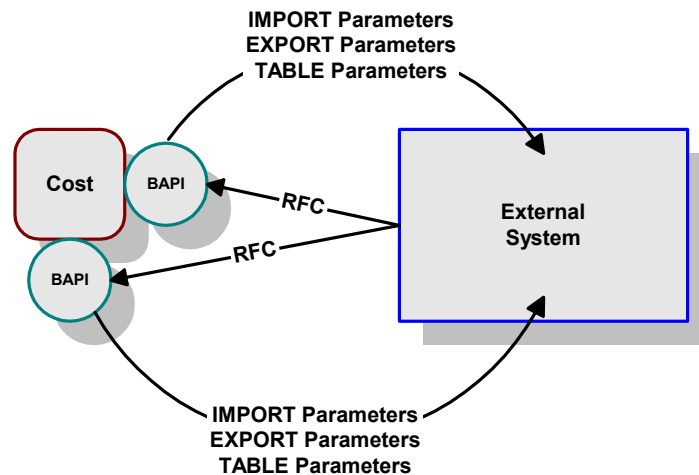 IMPORT Parameters
EXPORT Parameters
TABLE Parameters
Cost
BAPI
RFC
External
System
RFC
BAPI
IMPORT Parameters
EXPORT Parameters
TABLE Parameters